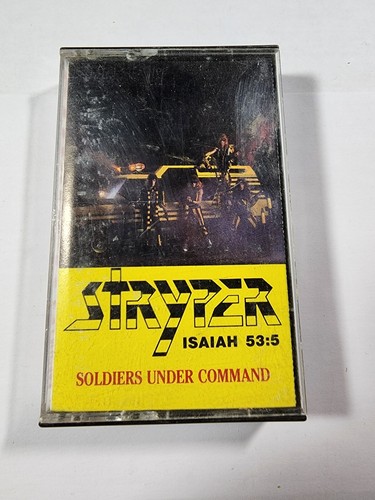 STRYPER
ISAIAH 53:5
SOLDIERS UNDER COMMAND